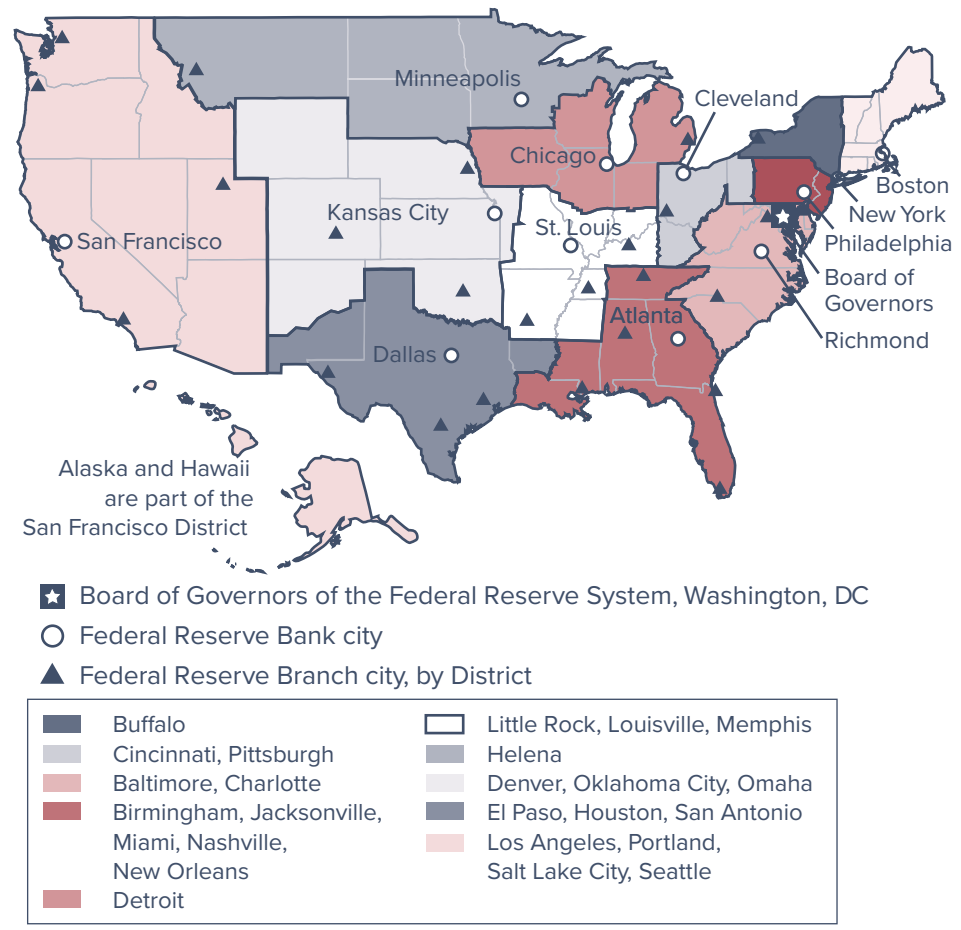 Minneapolis
Cleveland
Chicago
Boston
Kansas City
New York
St. Louis
San Francisco
Philadelphia
Board of
Governors
Atlanta
Richmond
Dallas
Alaska and Hawaii
are part of the
San Francisco District
Board of Governors of the Federal Reserve System, Washington, DC
Federal Reserve Bank city
Federal Reserve Branch city, by District
Buffalo
Cincinnati, Pittsburgh
Baltimore, Charlotte
Birmingham, Jacksonville,
Miami, Nashville,
New Orleans
Detroit
Little Rock, Louisville, Memphis
Helena
Denver, Oklahoma City, Omaha
El Paso, Houston, San Antonio
Los Angeles, Portland,
Salt Lake City, Seattle